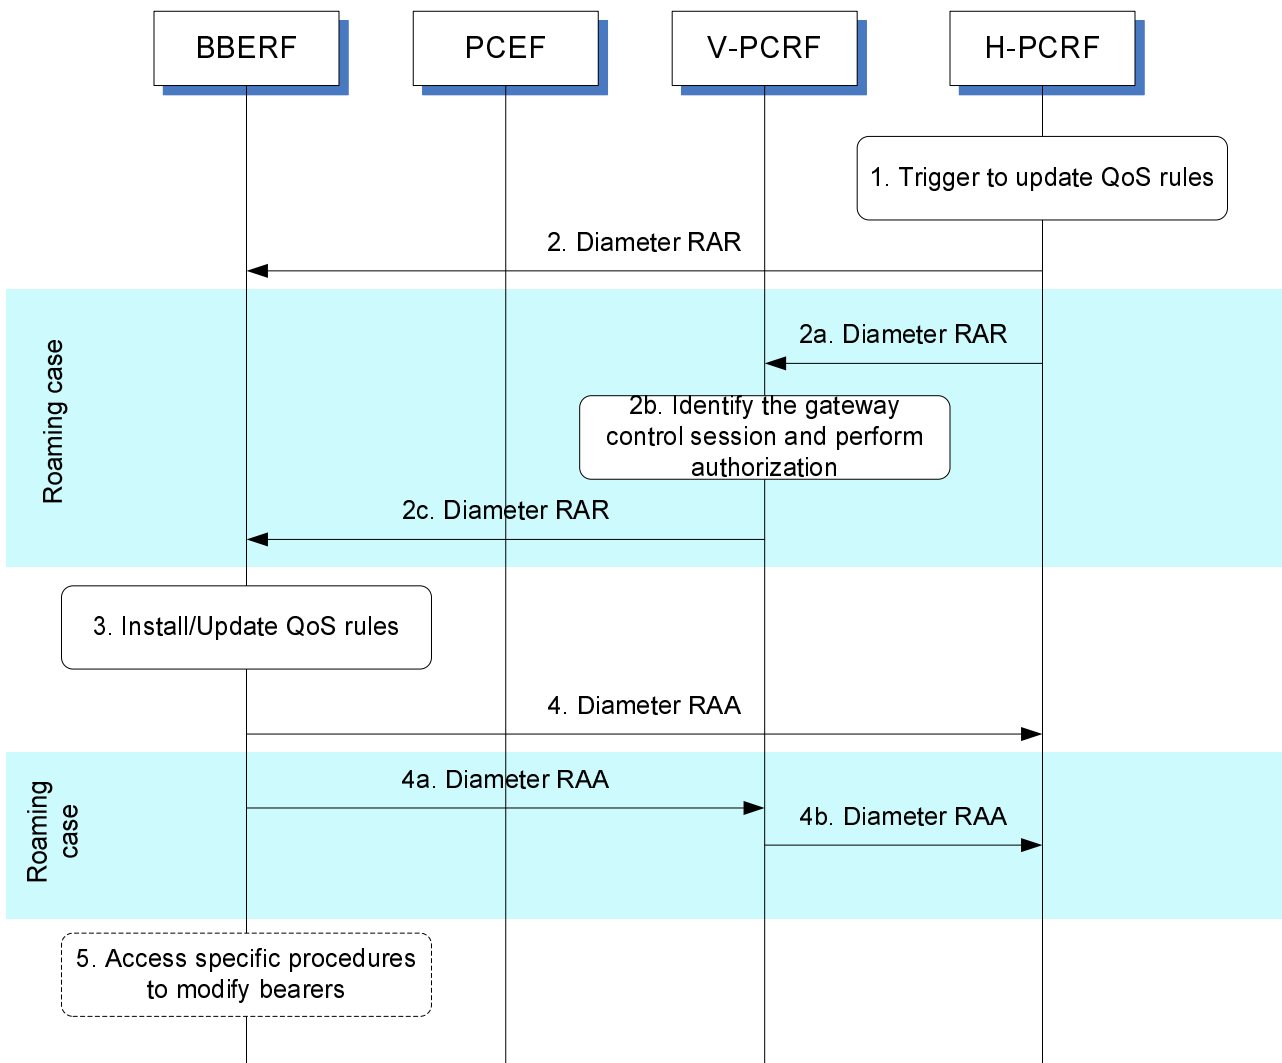 BBERF
PCEF
V-PCRF
H-PCRF
1. Trigger to update QoS rules
2. Diameter RAR
Roaming case
2a. Diameter RAR
2b. Identify the gateway
control session and perform
authorization
2c. Diameter RAR
3. Install/Update QoS rules
4. Diameter RAA
Roaming
case
4a. Diameter RAA
4b. Diameter RAA
5. Access specific procedures
to modify bearers